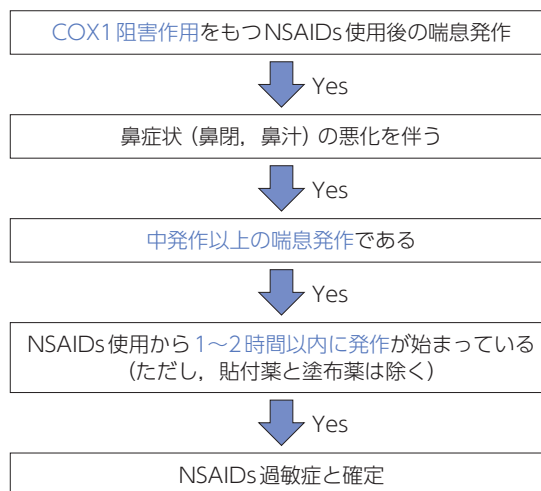 COX1阻害作用をもつNSAIDs使用後の喘息発作
Yes
鼻症状（鼻閉，鼻汁）の悪化を伴う
Yes
中発作以上の喘息発作である
Yes
NSAIDs使用から1～2時間以内に発作が始まっている
（ただし，貼付薬と塗布薬は除く）
Yes
NSAIDs過敏症と確定